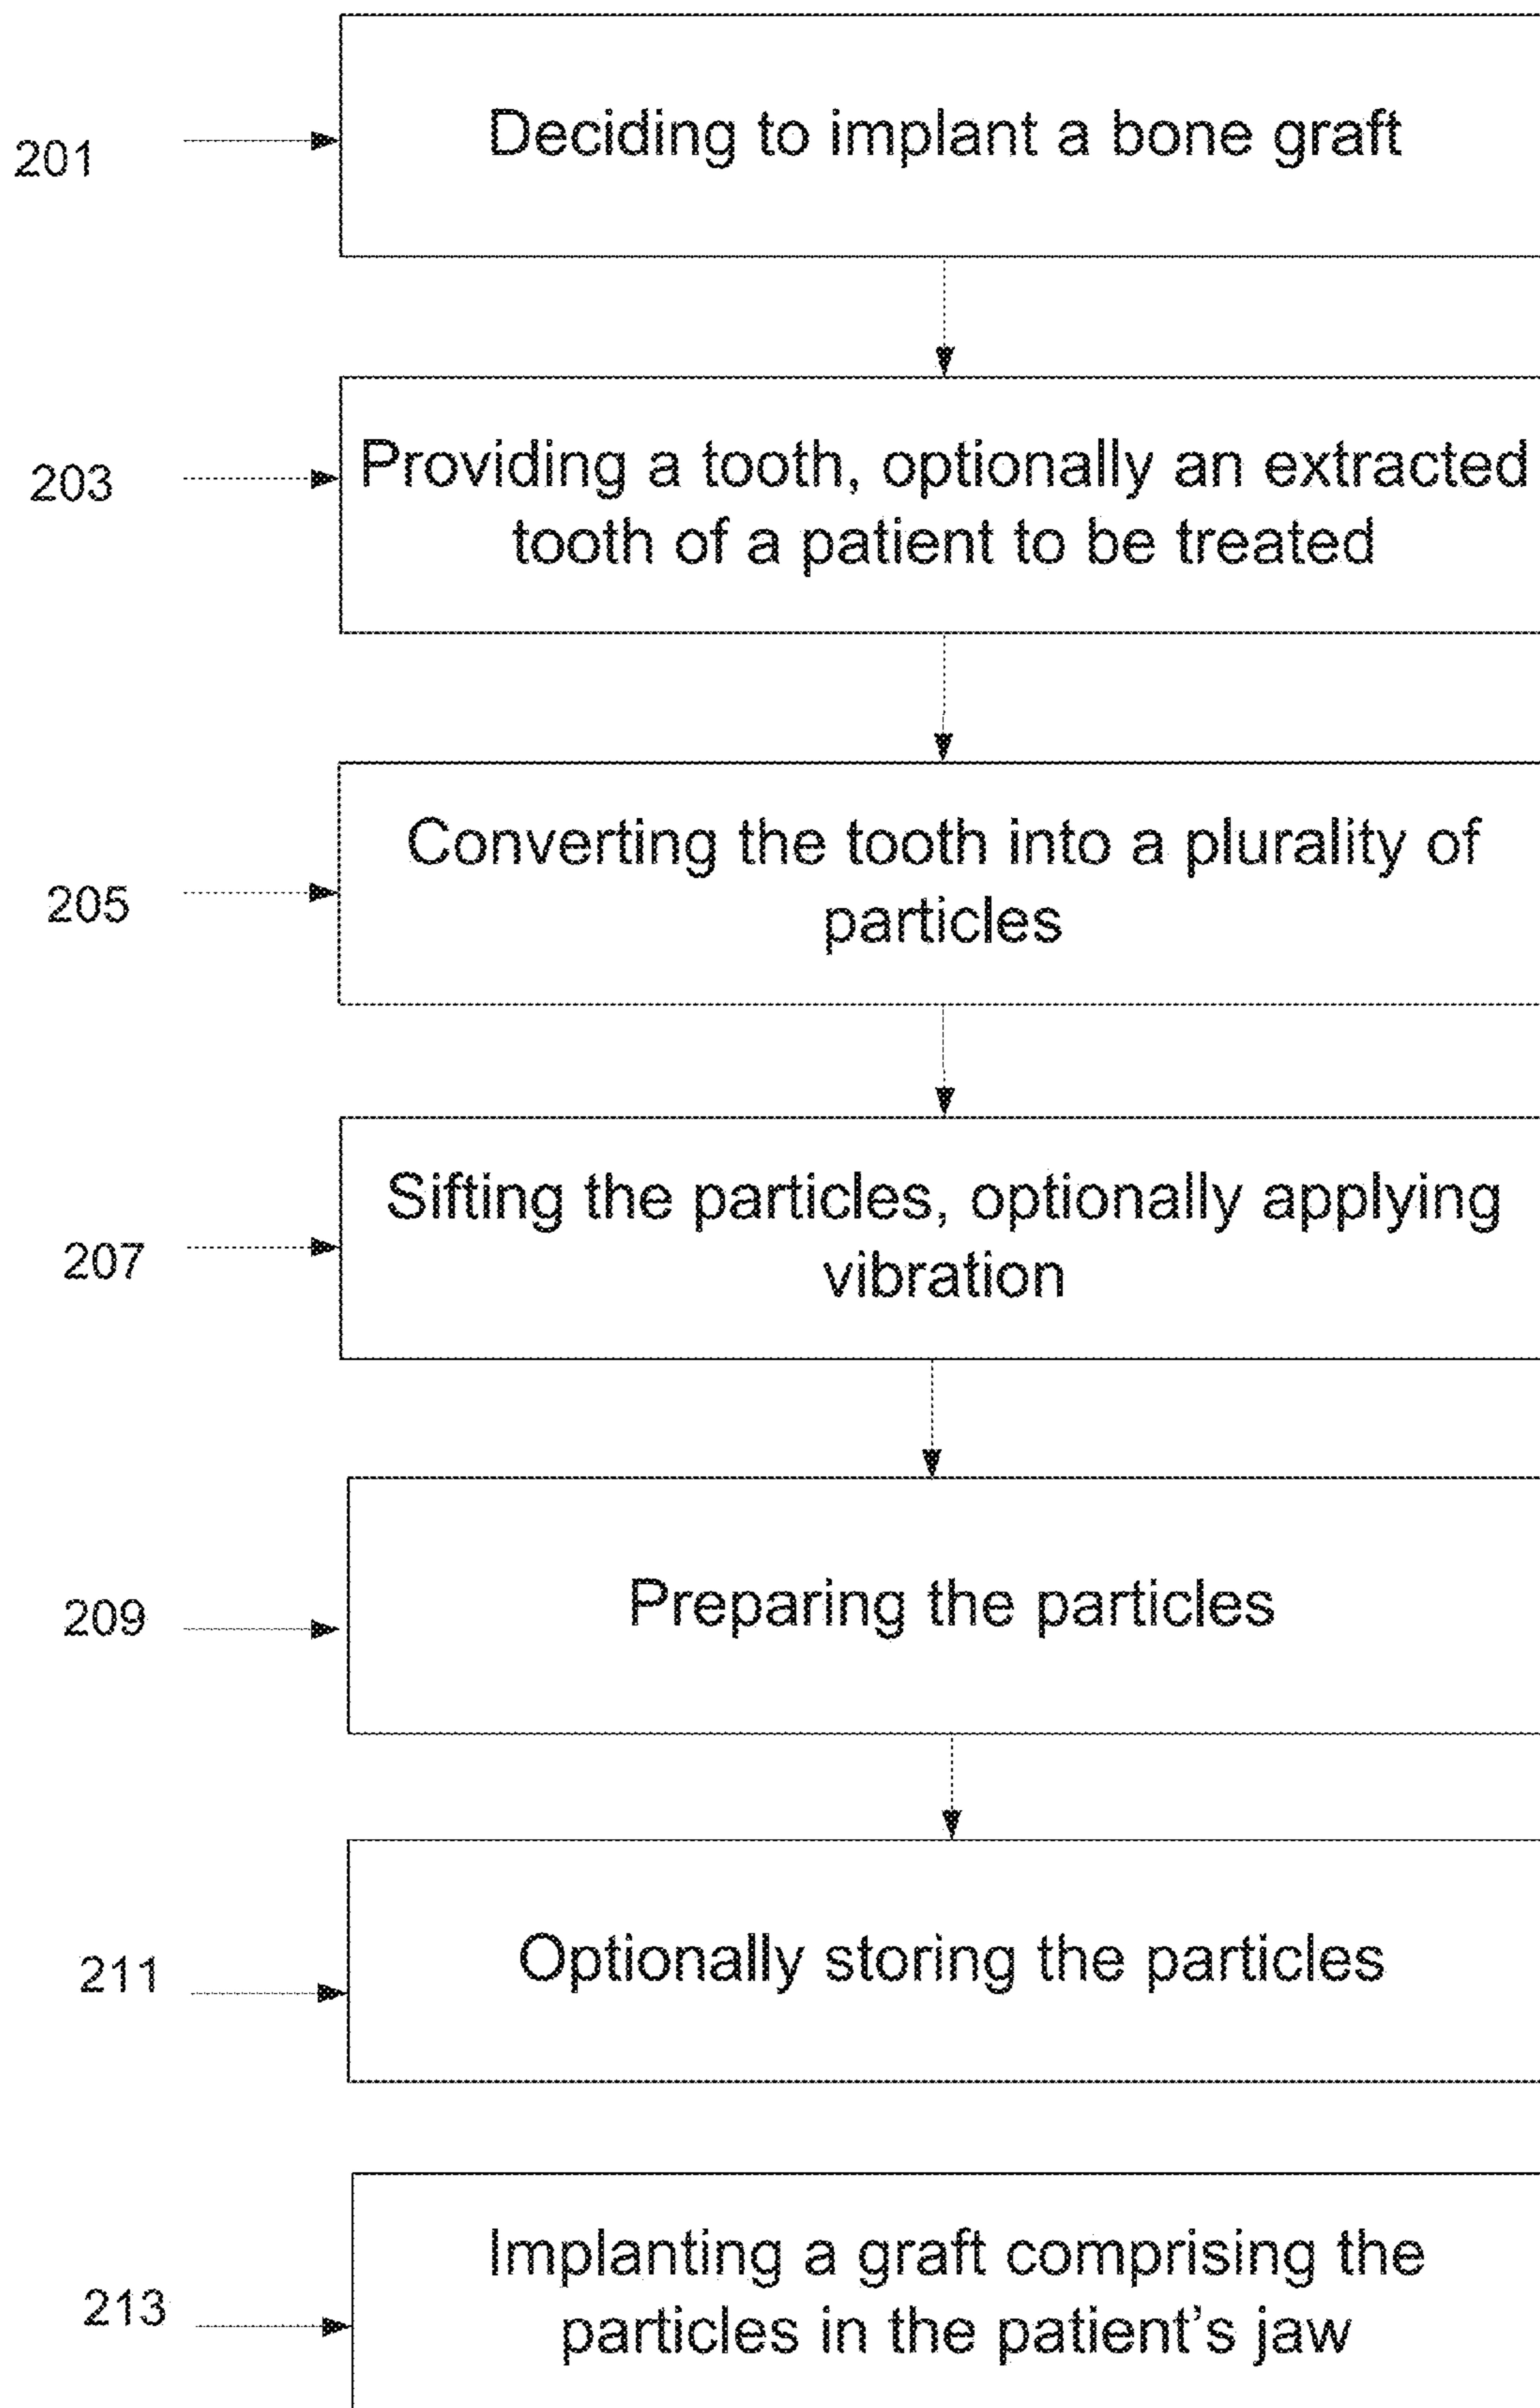 201
Deciding to implant a bone graft
203
Providing a tooth, optionally an extracted
tooth of a patient to be treated
205
Converting the tooth into a plurality of
particles
207
Sifting the particles, optionally applying
vibration
209
Preparing the particles
211
Optionally storing the particles
213
Implanting a graft comprising the
particles in the patient's jaw